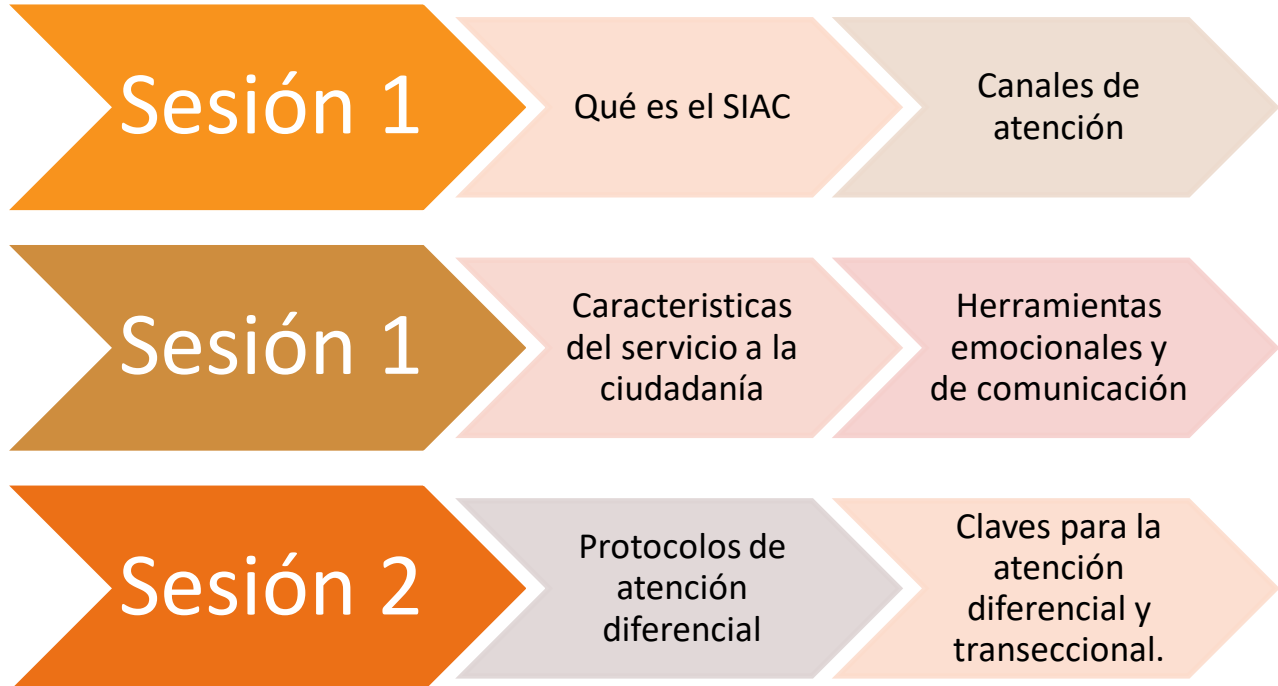 Sesión 1
Qué es el SIAC
Canales de
atención
Sesión 1
Caracteristicas
del servicio a la
ciudadanía
Herramientas
emocionales y
de comunicación
Sesión 2
Protocolos de
atención
diferencial
Claves para la
atención
diferencial y
transeccional.